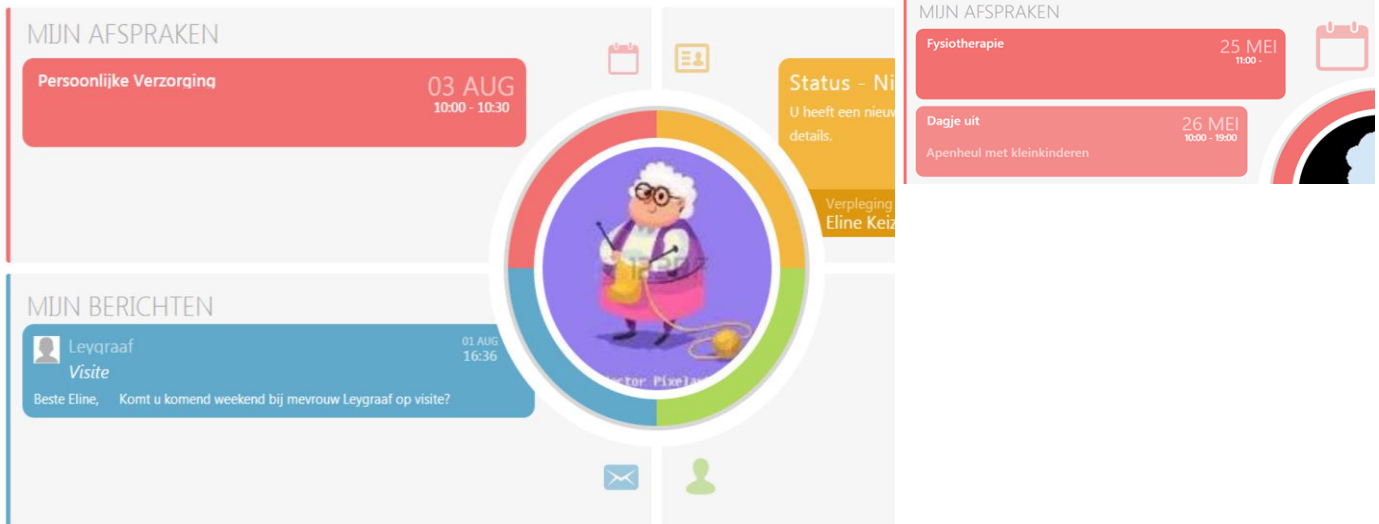 MIJN AFSPRAKEN
Persoonlijke Verzorging
03 AUG
10:00 - 10:30
Status - Ni
U heeft een nieuw
details.
Verpleging
Eline Keiz
MIJN BERICHTEN
Leygraaf
01 AUG
16:36
Visite
Beste Eline, Komt u komend weekend bij mevrouw Leygraaf op visite?
MIJN AFSPRAKEN
Fysiotherapie
25 MEI
11:00 -
Dagje uit
26 MEI
10:00 - 19:00
Apenheul met kleinkinderen